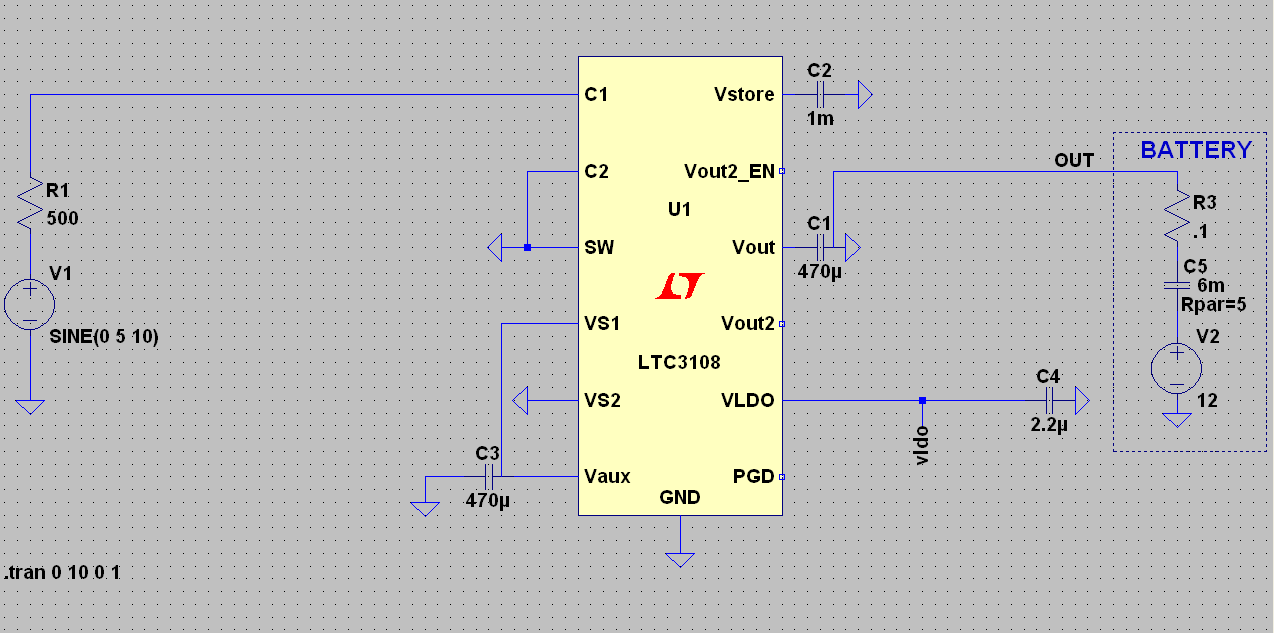 C1
Vstore
C2
1m
R1
500
C2
Vout2_EN
OUT
BATTERY
U1
R3
.1
SW
Vout
C1
470µ
V1
SINE(0 5 10)
C5
6m
Rpar=5
VS1
Vout2
V2
12
LTC3108
VS2
VLDO
C4
2.2µ
vldo
C3
470µ
Vaux
PGD
GND
.tran 0 10 0 1